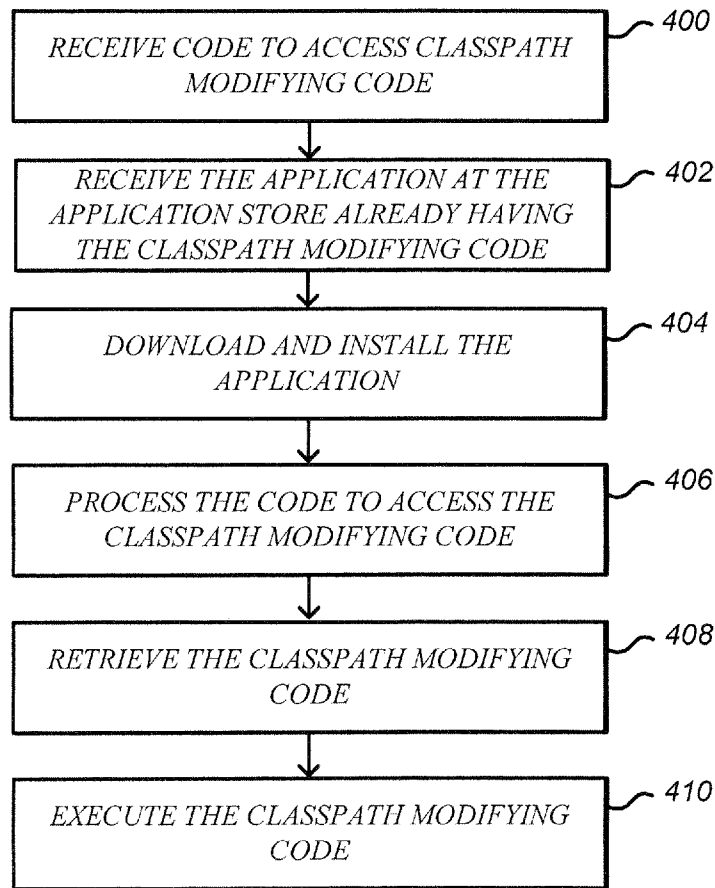 400
RECEIVE CODE TO ACCESS CLASSPATH
MODIFYING CODE
402
RECEIVE THE APPLICATION AT THE
APPLICATION STORE ALREADY HAVING
THE CLASSPATH MODIFYING CODE
404
DOWNLOAD AND INSTALL THE
APPLICATION
406
PROCESS THE CODE TO ACCESS THE
CLASSPATH MODIFYING CODE
408
RETRIEVE THE CLASSPATH MODIFYING
CODE
410
EXECUTE THE CLASSPATH MODIFYING
CODE